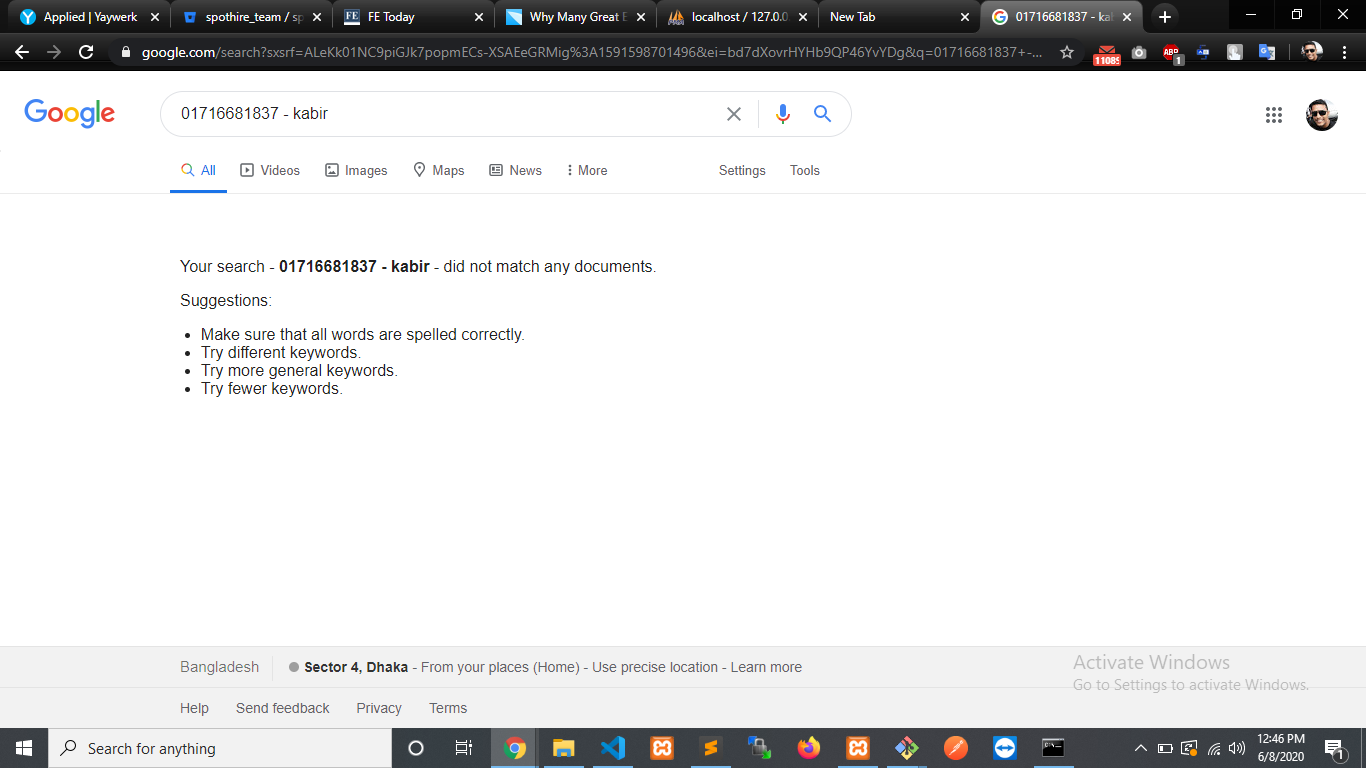 Applied | Yaywerk
spothire_team / sp
FE Today
Why Many Great E
localhost / 127.0.0.
New Tab
01716681837 - kab
google.com/search?sxsrf=ALeKk01NC9piGJk7popmECs-XSAEeGRMig%3A1591598701496&ei=bd7dXovrHYHb9QP46YvYDg&q=01716681837+-...
11089
ABP
1
Google
01716681837 - kabir
All
Videos
Images
Maps
News
More
Settings
Tools
Your search - 01716681837 - kabir - did not match any documents.
Suggestions:
Make sure that all words are spelled correctly.
Try different keywords.
Try more general keywords.
Try fewer keywords.
Bangladesh
Sector 4, Dhaka - From your places (Home) - Use precise location - Learn more
Activate Windows
Go to Settings to activate Windows.
Help
Send feedback
Privacy
Terms
Search for anything
12:46 PM
6/8/2020
1